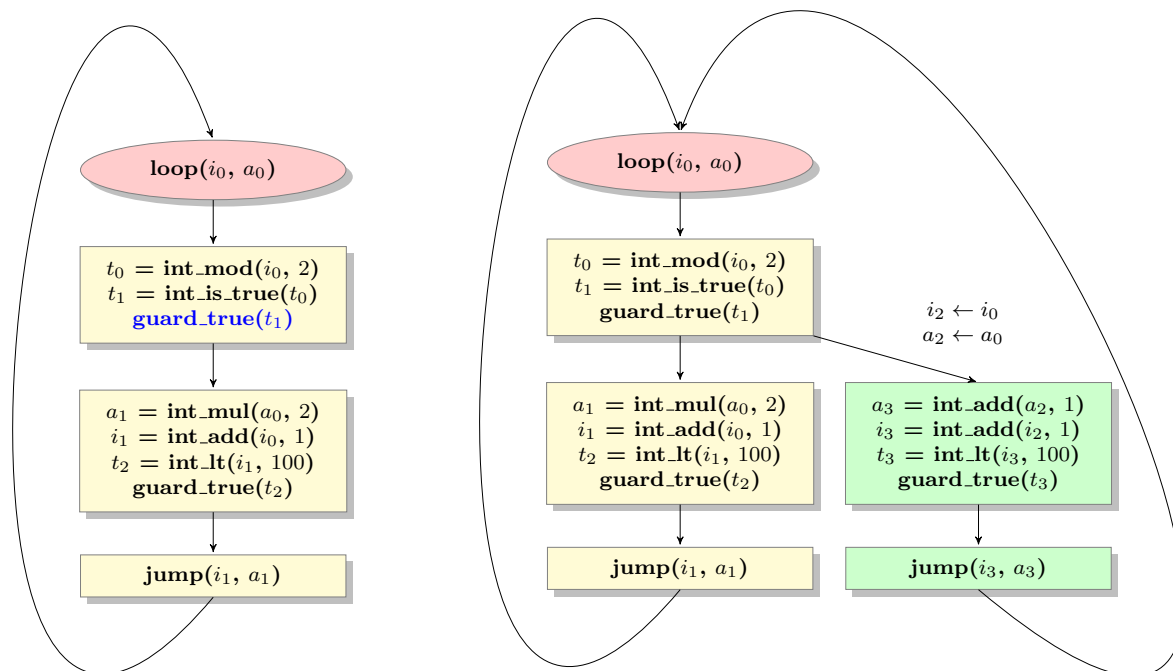 loop(i₀, a₀)
t₀ = int_mod(i₀, 2)
t₁ = int_is_true(t₀)
guard_true(t₁)
a₁ = int_mul(a₀, 2)
i₁ = int_add(i₀, 1)
t₂ = int_lt(i₁, 100)
guard_true(t₂)
jump(i₁, a₁)
loop(i₀, a₀)
t₀ = int_mod(i₀, 2)
t₁ = int_is_true(t₀)
guard_true(t₁)
i₂ ← i₀
a₂ ← a₀
a₁ = int_mul(a₀, 2)
i₁ = int_add(i₀, 1)
t₂ = int_lt(i₁, 100)
guard_true(t₂)
jump(i₁, a₁)
a₃ = int_add(a₂, 1)
i₃ = int_add(i₂, 1)
t₃ = int_lt(i₃, 100)
guard_true(t₃)
jump(i₃, a₃)